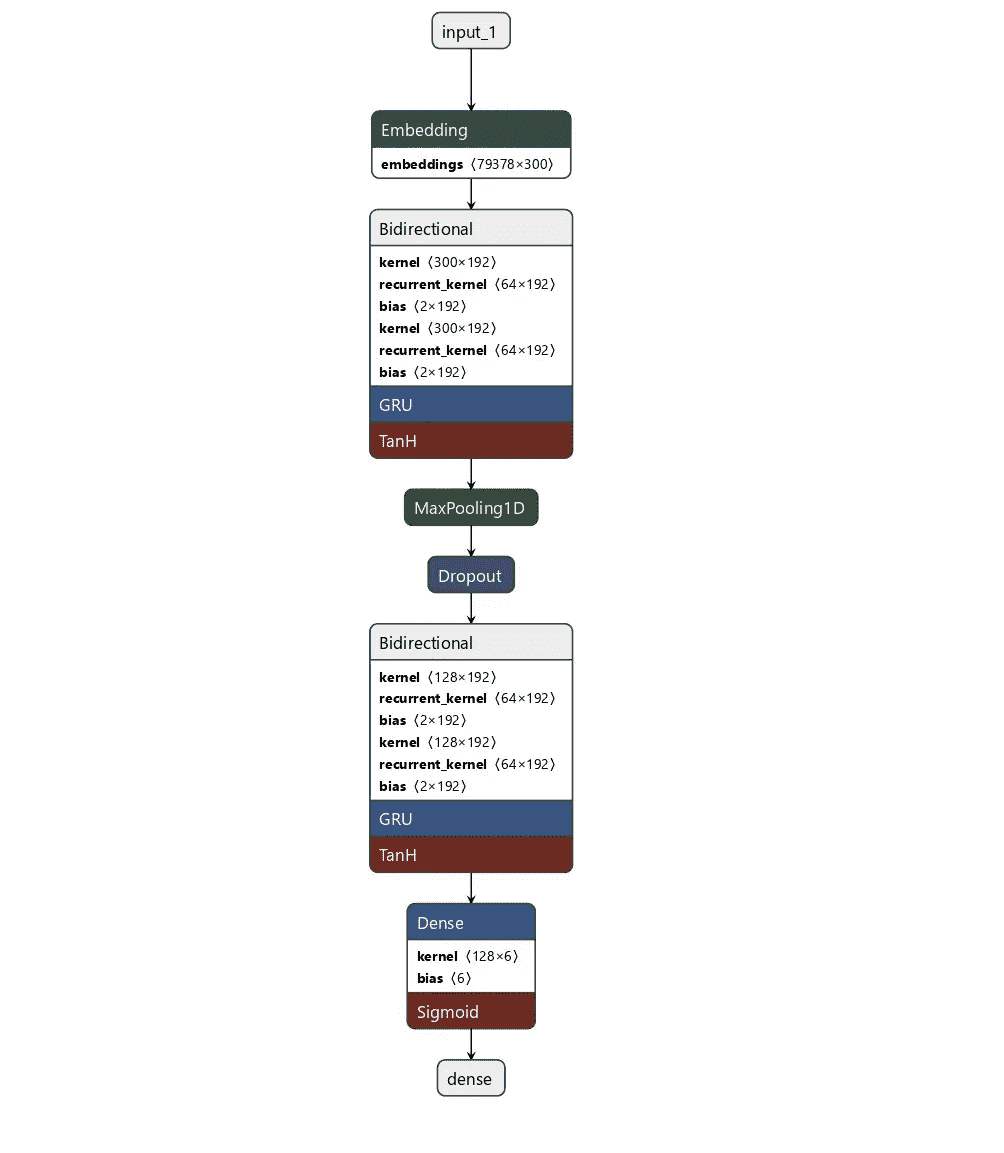 input_1
Embedding
embeddings ⟨79378×300⟩
Bidirectional
kernel ⟨300×192⟩
recurrent_kernel ⟨64×192⟩
bias ⟨2×192⟩
kernel ⟨300×192⟩
recurrent_kernel ⟨64×192⟩
bias ⟨2×192⟩
GRU
TanH
MaxPooling1D
Dropout
Bidirectional
kernel ⟨128×192⟩
recurrent_kernel ⟨64×192⟩
bias ⟨2×192⟩
kernel ⟨128×192⟩
recurrent_kernel ⟨64×192⟩
bias ⟨2×192⟩
GRU
TanH
Dense
kernel ⟨128×6⟩
bias ⟨6⟩
Sigmoid
dense